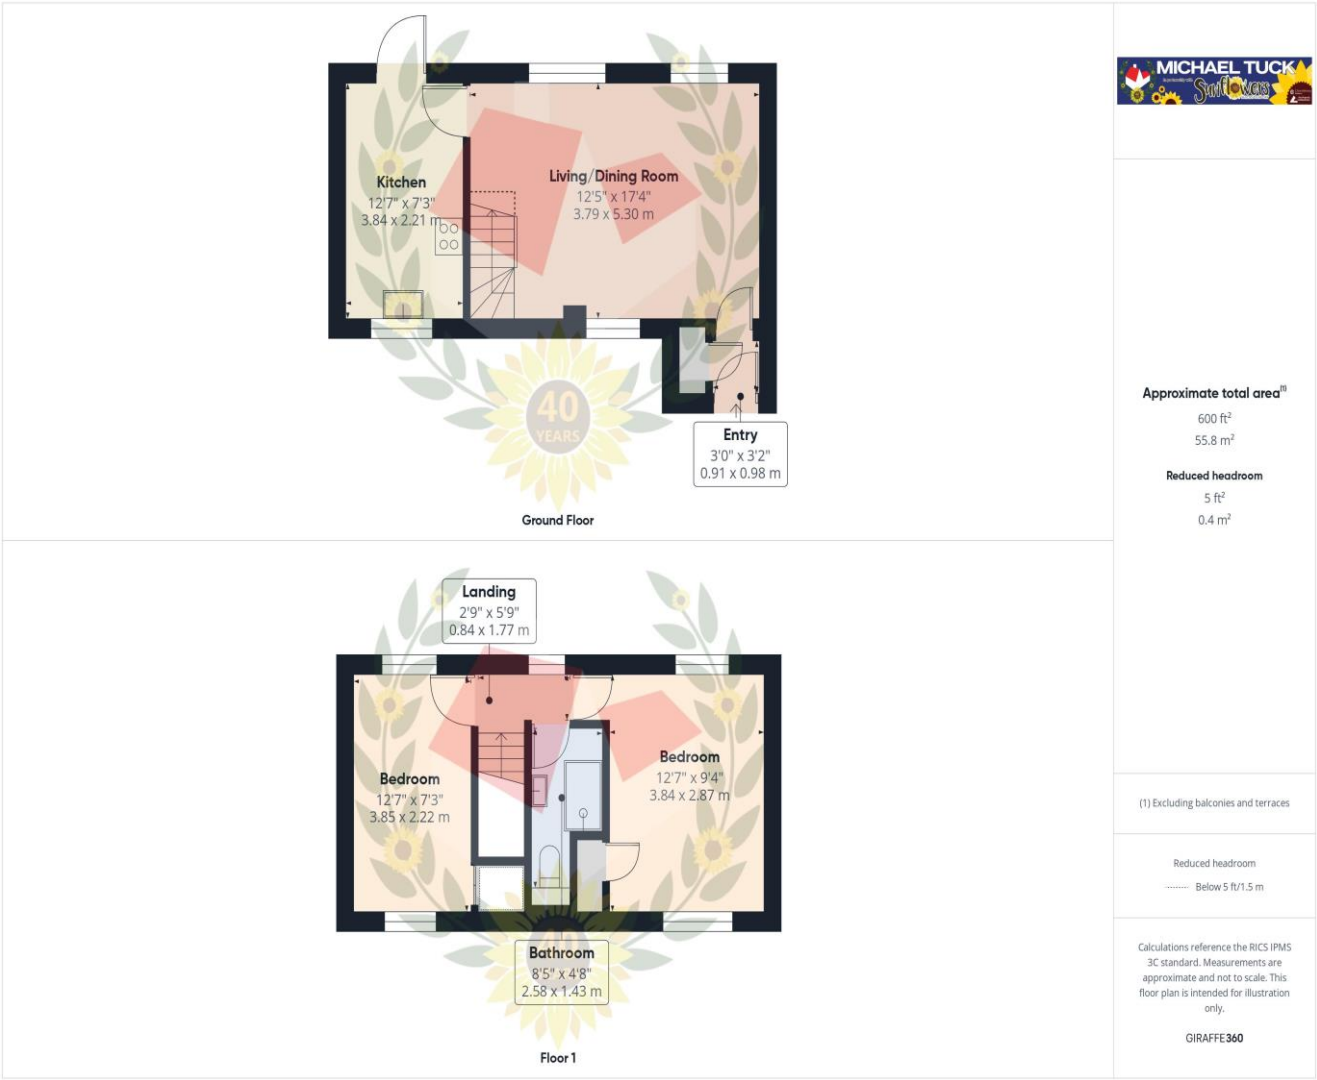 MICHAEL TUCK
Sunflowers
Kitchen
12'7" x 7'3"
3.84 x 2.21 m
Living/Dining Room
12'5" x 17'4"
3.79 x 5.30 m
40
YEARS
Entry
3'0" x 3'2"
0.91 x 0.98 m
Ground Floor
Landing
2'9" x 5'9"
0.84 x 1.77 m
Bedroom
12'7" x 7'3"
3.85 x 2.22 m
Bedroom
12'7" x 9'4"
3.84 x 2.87 m
40
Bathroom
8'5" x 4'8"
2.58 x 1.43 m
Floor 1
Approximate total area(1)
600 ft²
55.8 m²
Reduced headroom
5 ft²
0.4 m²
(1) Excluding balconies and terraces
Reduced headroom
Below 5 ft/1.5 m
Calculations reference the RICS IPMS
3C standard. Measurements are
approximate and not to scale. This
floor plan is intended for illustration
only.
GIRAFFE360